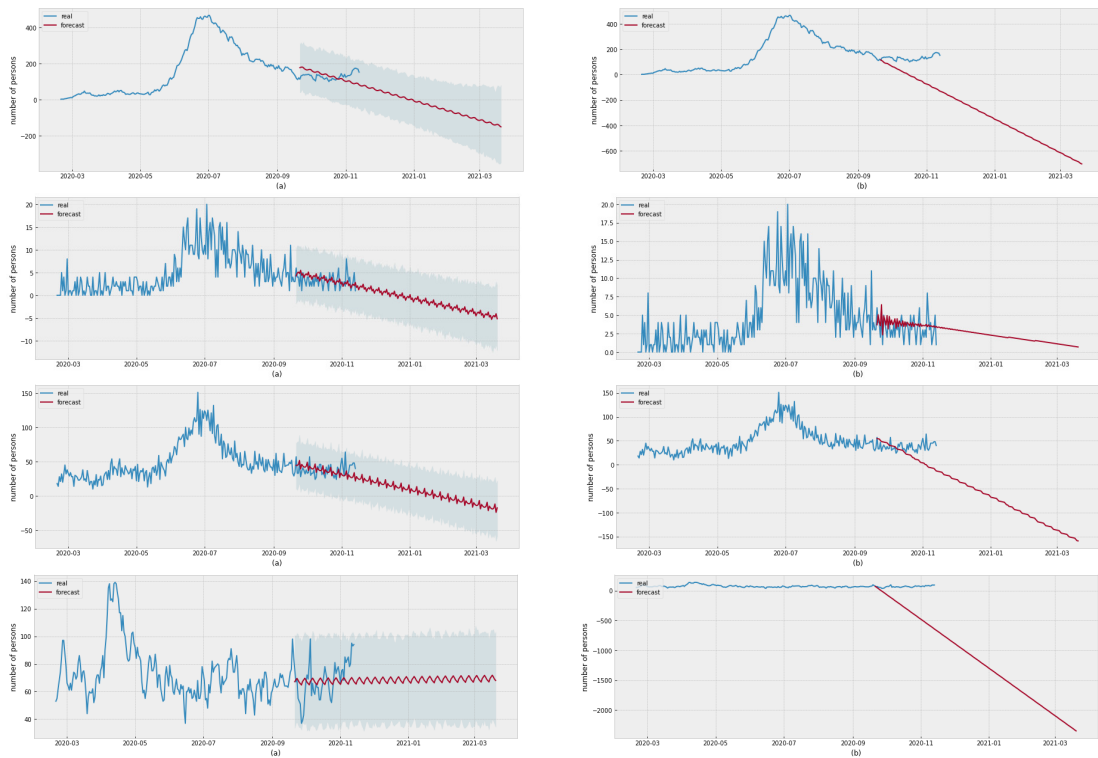 real
forecast
number of persons
400
200
0
−200
2020-03 2020-05 2020-07 2020-09 2020-11 2021-01 2021-03
(a)
real
forecast
number of persons
400
200
0
−200
−400
−600
2020-03 2020-05 2020-07 2020-09 2020-11 2021-01 2021-03
(b)
real
forecast
number of persons
20
15
10
5
0
−5
−10
2020-03 2020-05 2020-07 2020-09 2020-11 2021-01 2021-03
(a)
real
forecast
number of persons
20.0
17.5
15.0
12.5
10.0
7.5
5.0
2.5
0.0
2020-03 2020-05 2020-07 2020-09 2020-11 2021-01 2021-03
(b)
real
forecast
number of persons
150
100
50
0
−50
2020-03 2020-05 2020-07 2020-09 2020-11 2021-01 2021-03
(a)
real
forecast
number of persons
150
100
50
0
−50
−100
−150
2020-03 2020-05 2020-07 2020-09 2020-11 2021-01 2021-03
(b)
real
forecast
number of persons
140
120
100
80
60
40
2020-03 2020-05 2020-07 2020-09 2020-11 2021-01 2021-03
(a)
real
forecast
number of persons
0
−500
−1000
−1500
−2000
2020-03 2020-05 2020-07 2020-09 2020-11 2021-01 2021-03
(b)